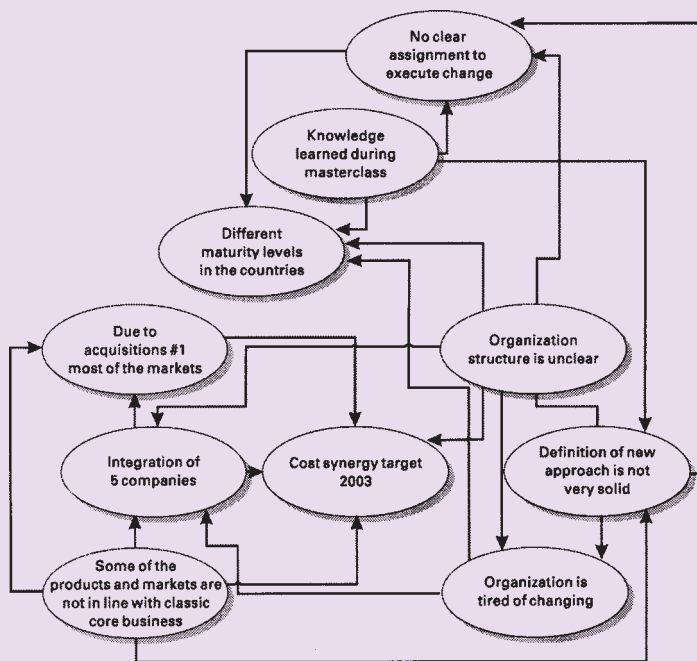 No clear
assignment to
execute change
Knowledge
learned during
masterclass
Different
maturity levels
in the countries
Due to
acquisitions #1
most of the markets
Organization
structure is unclear
Integration of
5 companies
Cost synergy target
2003
Definition of new
approach is not
very solid
Some of the
products and markets are
not in line with classic
core business
Organization is
tired of changing